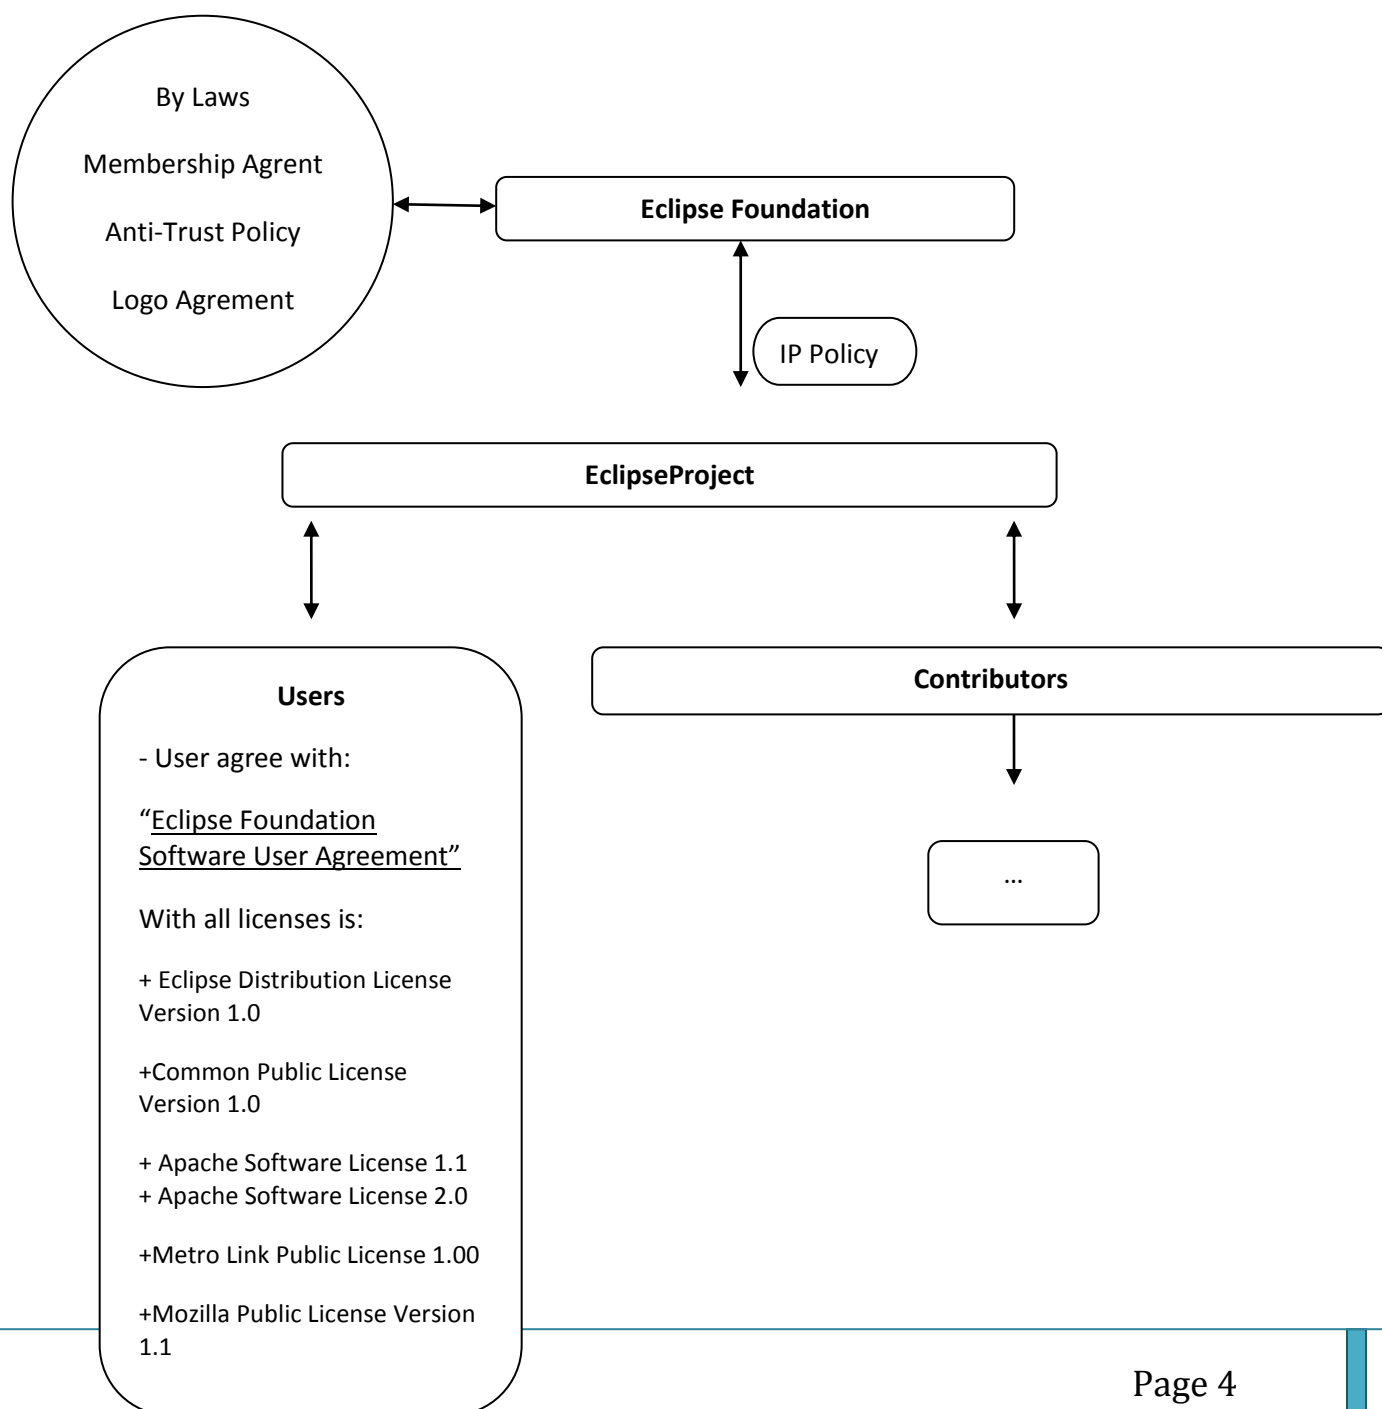 By Laws
Membership Agrent
Anti-Trust Policy
Logo Agrement
Eclipse Foundation
IP Policy
EclipseProject
Users
- User agree with:
“Eclipse Foundation
Software User Agreement”
With all licenses is:
+ Eclipse Distribution License
Version 1.0
+Common Public License
Version 1.0
+ Apache Software License 1.1
+ Apache Software License 2.0
+Metro Link Public License 1.00
+Mozilla Public License Version
1.1
Contributors
...
Page 4